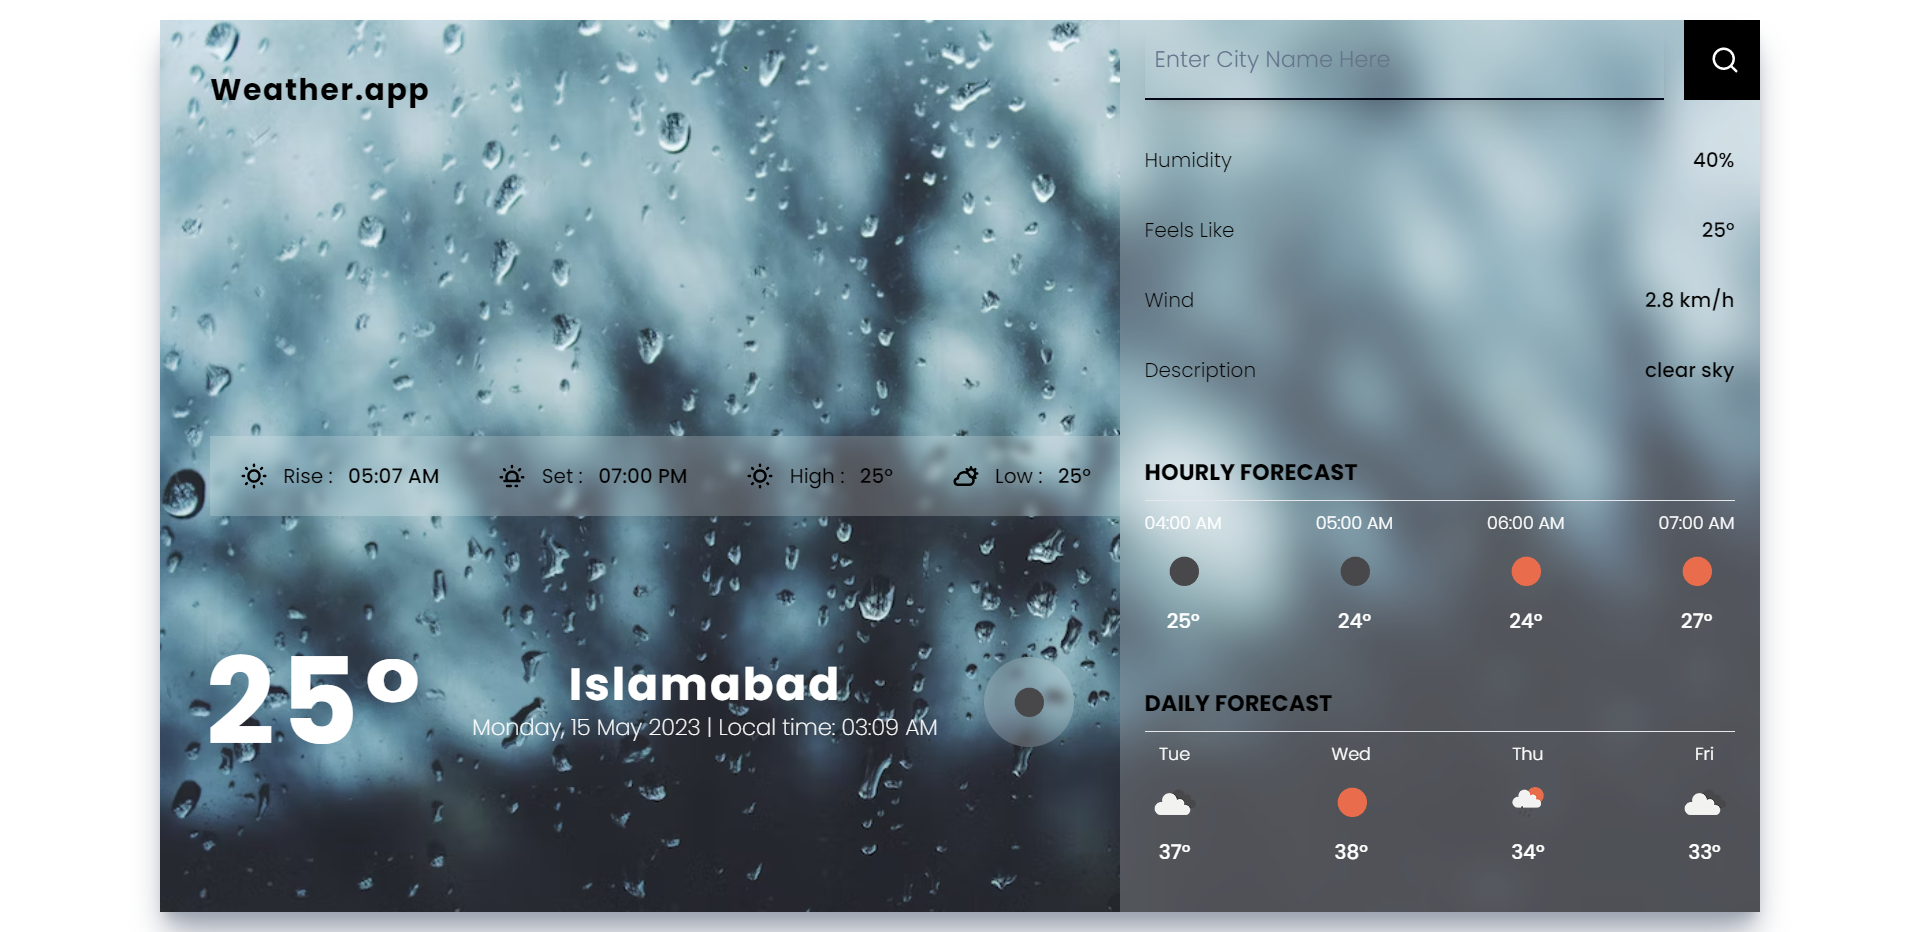 Weather.app
Rise : 05:07 AM Set : 07:00 PM High : 25° Low : 25°
25°
Islamabad
Monday, 15 May 2023 | Local time: 03:09 AM
Enter City Name Here
Humidity 40%
Feels Like 25°
Wind 2.8 km/h
Description clear sky
HOURLY FORECAST
04:00 AM 05:00 AM 06:00 AM 07:00 AM
25° 24° 24° 27°
DAILY FORECAST
Tue Wed Thu Fri
37° 38° 34° 33°